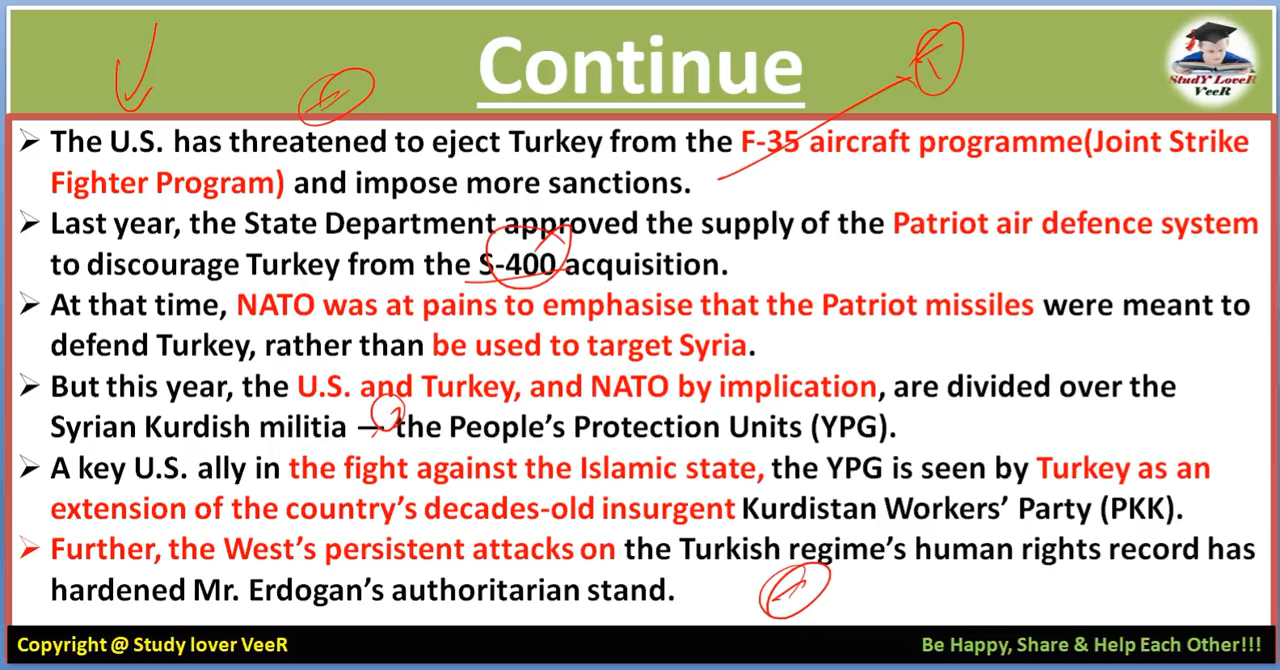 Continue
StudY LoveR
VeeR
➢ The U.S. has threatened to eject Turkey from the F-35 aircraft programme(Joint Strike
Fighter Program) and impose more sanctions.
➢ Last year, the State Department approved the supply of the Patriot air defence system
to discourage Turkey from the S-400 acquisition.
➢ At that time, NATO was at pains to emphasise that the Patriot missiles were meant to
defend Turkey, rather than be used to target Syria.
➢ But this year, the U.S. and Turkey, and NATO by implication, are divided over the
Syrian Kurdish militia — the People’s Protection Units (YPG).
➢ A key U.S. ally in the fight against the Islamic state, the YPG is seen by Turkey as an
extension of the country’s decades-old insurgent Kurdistan Workers’ Party (PKK).
➢ Further, the West’s persistent attacks on the Turkish regime’s human rights record has
hardened Mr. Erdogan’s authoritarian stand.
Copyright @ Study lover VeeR
Be Happy, Share & Help Each Other!!!